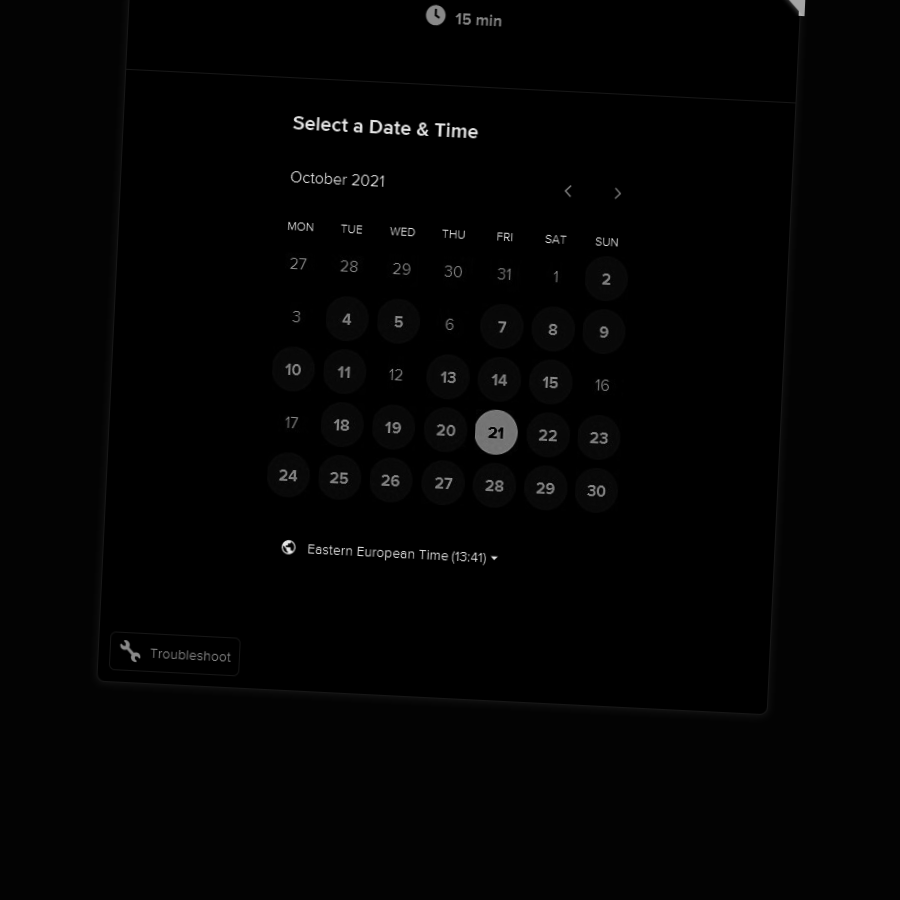 15 min
Select a Date & Time
October 2021
MON TUE WED THU FRI SAT SUN
27 28 29 30 31 1 2
3 4 5 6 7 8 9
10 11 12 13 14 15 16
17 18 19 20 21 22 23
24 25 26 27 28 29 30
Eastern European Time (13:41)
Troubleshoot